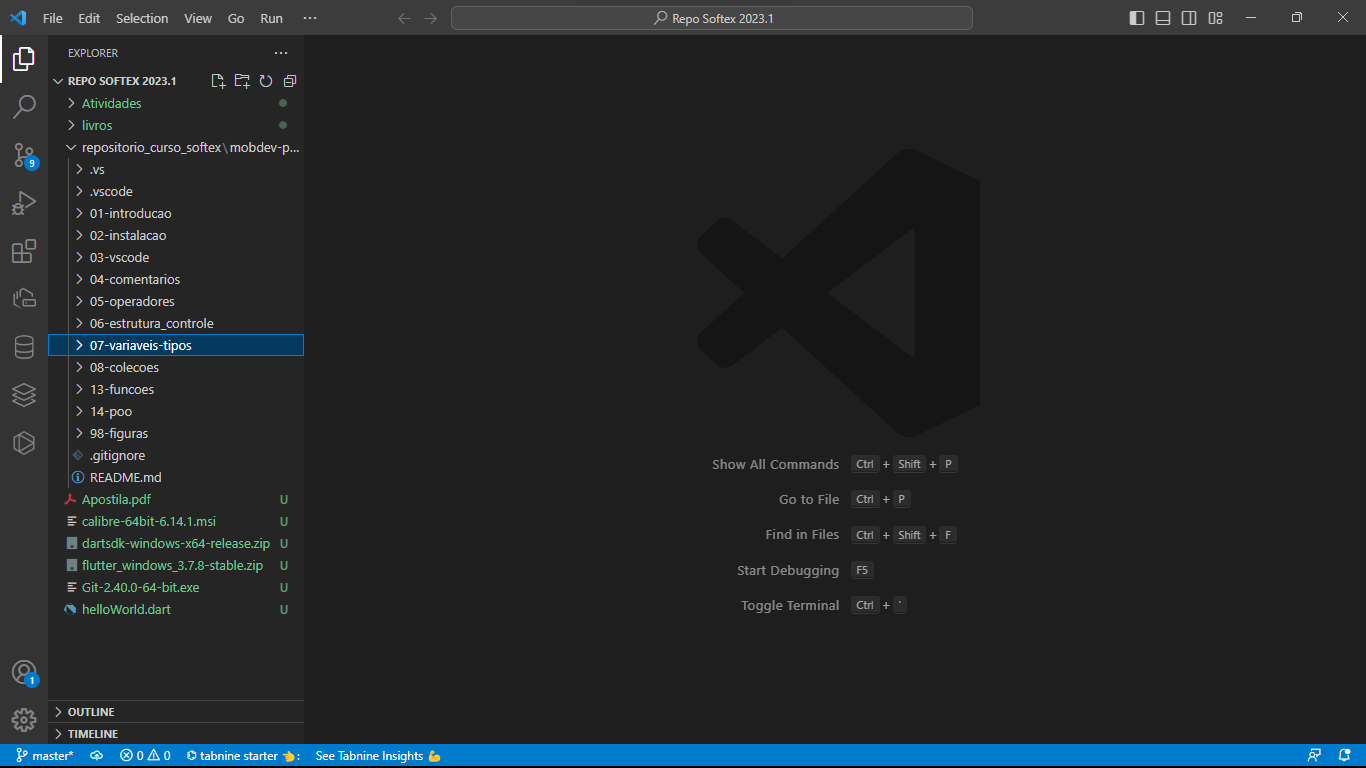 File Edit Selection View Go Run ···
Repo Softex 2023.1
EXPLORER ···
REPO SOFTEX 2023.1
Atividades
livros
repositorio_curso_softex\mobdev-p...
.vs
.vscode
01-introducao
02-instalacao
03-vscode
04-comentarios
05-operadores
06-estrutura_controle
07-variaveis-tipos
08-colecoes
13-funcoes
14-poo
98-figuras
.gitignore
README.md
Apostila.pdf U
calibre-64bit-6.14.1.msi U
dartsdk-windows-x64-release.zip U
flutter_windows_3.7.8-stable.zip U
Git-2.40.0-64-bit.exe U
helloWorld.dart U
9
1
OUTLINE
TIMELINE
Show All Commands Ctrl + Shift + P
Go to File Ctrl + P
Find in Files Ctrl + Shift + F
Start Debugging F5
Toggle Terminal Ctrl + `
master* 0 0 tabnine starter 👈: See Tabnine Insights 💪